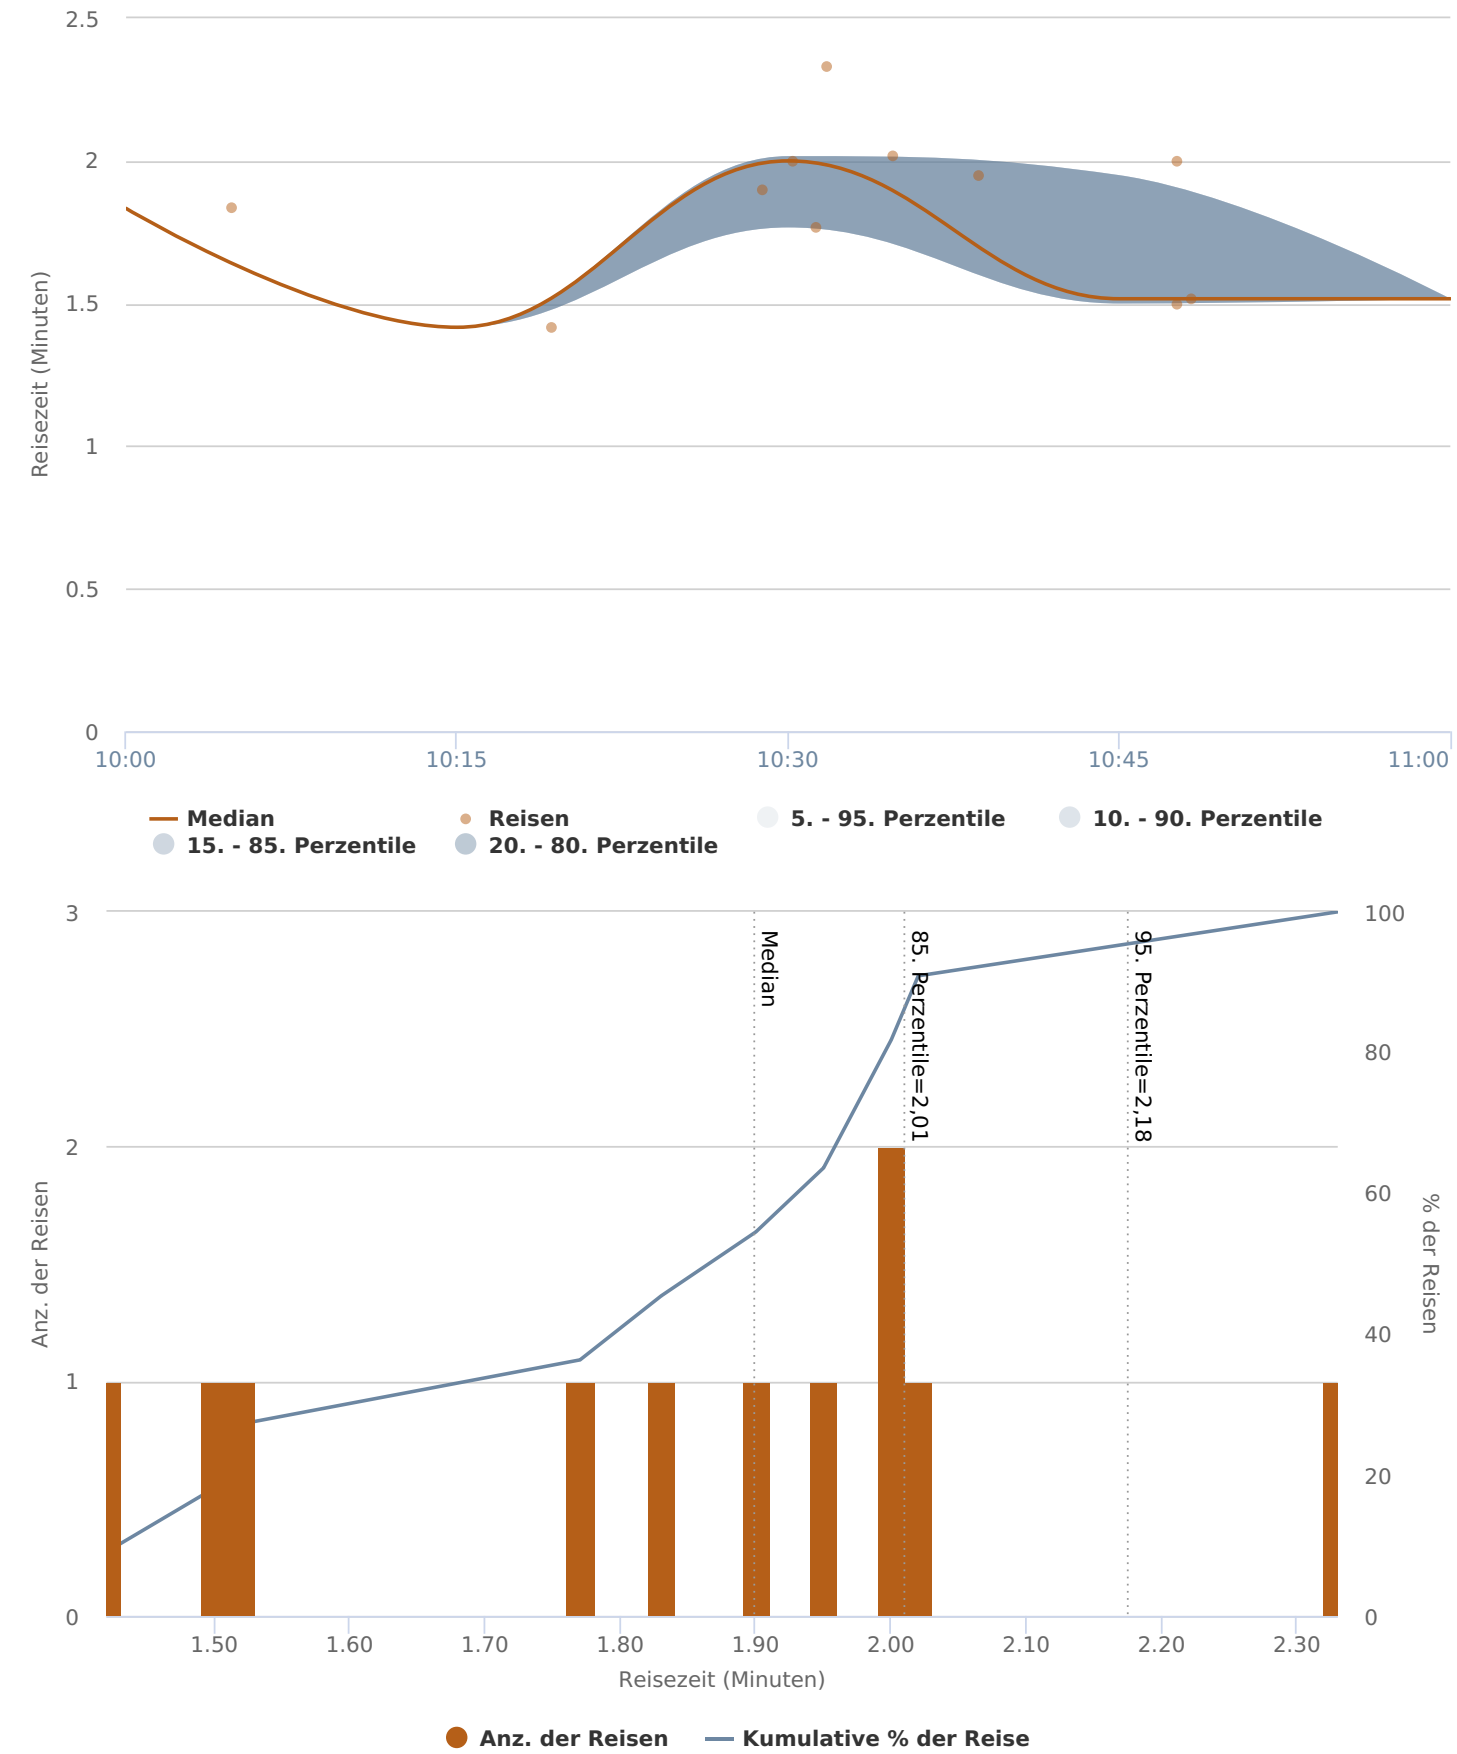 2.5
2
1.5
1
0.5
0
Reisezeit (Minuten)
10:00 10:15 10:30 10:45 11:00
Median Reisen 5. - 95. Perzentile 10. - 90. Perzentile
15. - 85. Perzentile 20. - 80. Perzentile
3
2
1
0
Anz. der Reisen
Median
85. Perzentile=2,01
95. Perzentile=2,18
100
80
60
40
20
0
% der Reisen
1.50 1.60 1.70 1.80 1.90 2.00 2.10 2.20 2.30
Reisezeit (Minuten)
Anz. der Reisen Kumulative % der Reise